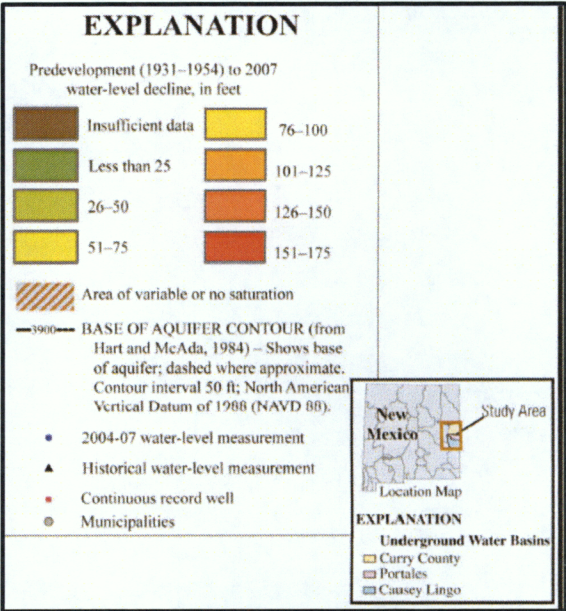 EXPLANATION
Predevelopment (1931–1954) to 2007
water-level decline, in feet
Insufficient data
Less than 25
26–50
51–75
76–100
101–125
126–150
151–175
Area of variable or no saturation
3900 BASE OF AQUIFER CONTOUR (from
Hart and McAda, 1984) – Shows base
of aquifer; dashed where approximate.
Contour interval 50 ft; North American
Vertical Datum of 1988 (NAVD 88).
2004-07 water-level measurement
Historical water-level measurement
Continuous record well
Municipalities
New
Mexico
Study Area
Location Map
EXPLANATION
Underground Water Basins
Curry County
Portales
Causey Lingo